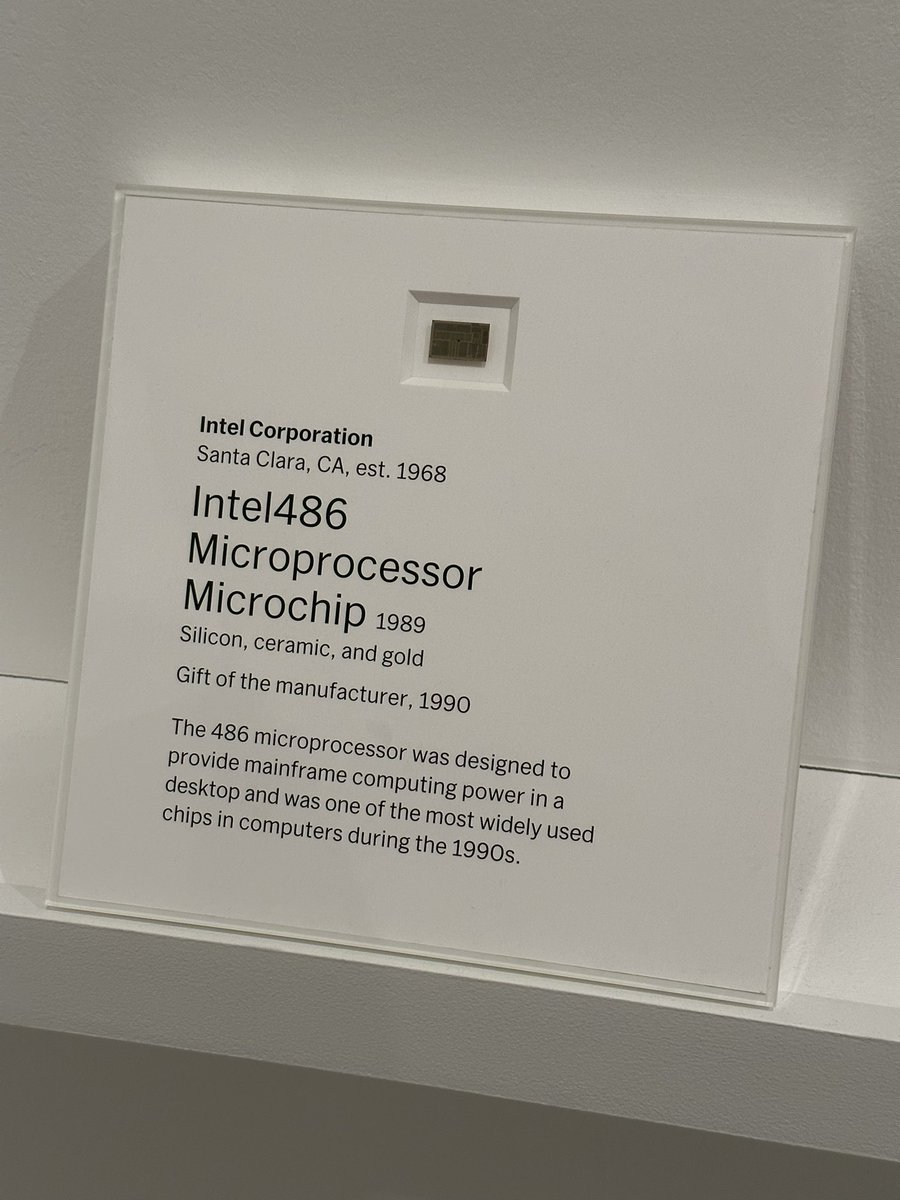 Intel Corporation
Santa Clara, CA, est. 1968
Intel486
Microprocessor
Microchip 1989
Silicon, ceramic, and gold
Gift of the manufacturer, 1990
The 486 microprocessor was designed to
provide mainframe computing power in a
desktop and was one of the most widely used
chips in computers during the 1990s.